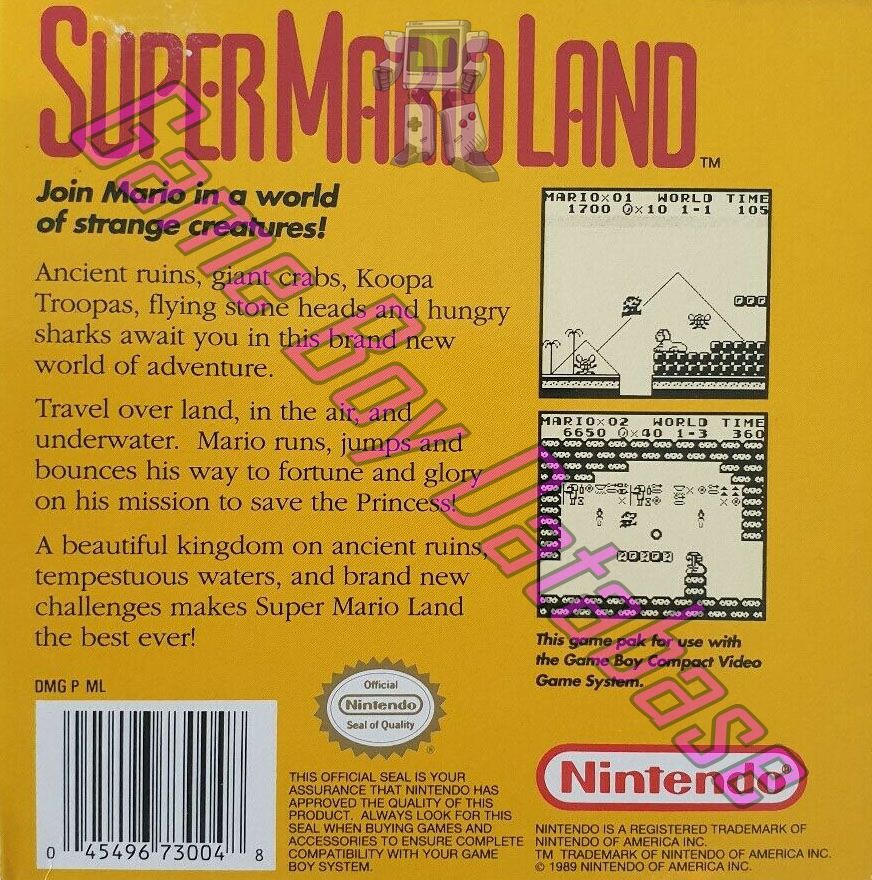 SUPER MARIO LAND™
Join Mario in a world
of strange creatures!
Ancient ruins, giant crabs, Koopa
Troopas, flying stone heads and hungry
sharks await you in this brand new
world of adventure.
Travel over land, in the air, and
underwater. Mario runs, jumps and
bounces his way to fortune and glory
on his mission to save the Princess!
A beautiful kingdom on ancient ruins,
tempestuous waters, and brand new
challenges makes Super Mario Land
the best ever!
MARIO×01 WORLD TIME
1700 ×10 1-1 105
MARIO×02 WORLD TIME
6650 ×40 1-3 360
This game pak for use with
the Game Boy Compact Video
Game System.
DMG P ML
0 45496 73004 8
Official
Nintendo
Seal of Quality
®
THIS OFFICIAL SEAL IS YOUR
ASSURANCE THAT NINTENDO HAS
APPROVED THE QUALITY OF THIS
PRODUCT. ALWAYS LOOK FOR THIS
SEAL WHEN BUYING GAMES AND
ACCESSORIES TO ENSURE COMPLETE
COMPATIBILITY WITH YOUR GAME
BOY SYSTEM.
Nintendo®
NINTENDO IS A REGISTERED TRADEMARK OF
NINTENDO OF AMERICA INC.
TM TRADEMARK OF NINTENDO OF AMERICA INC.
© 1989 NINTENDO OF AMERICA INC.
Game Boy Database